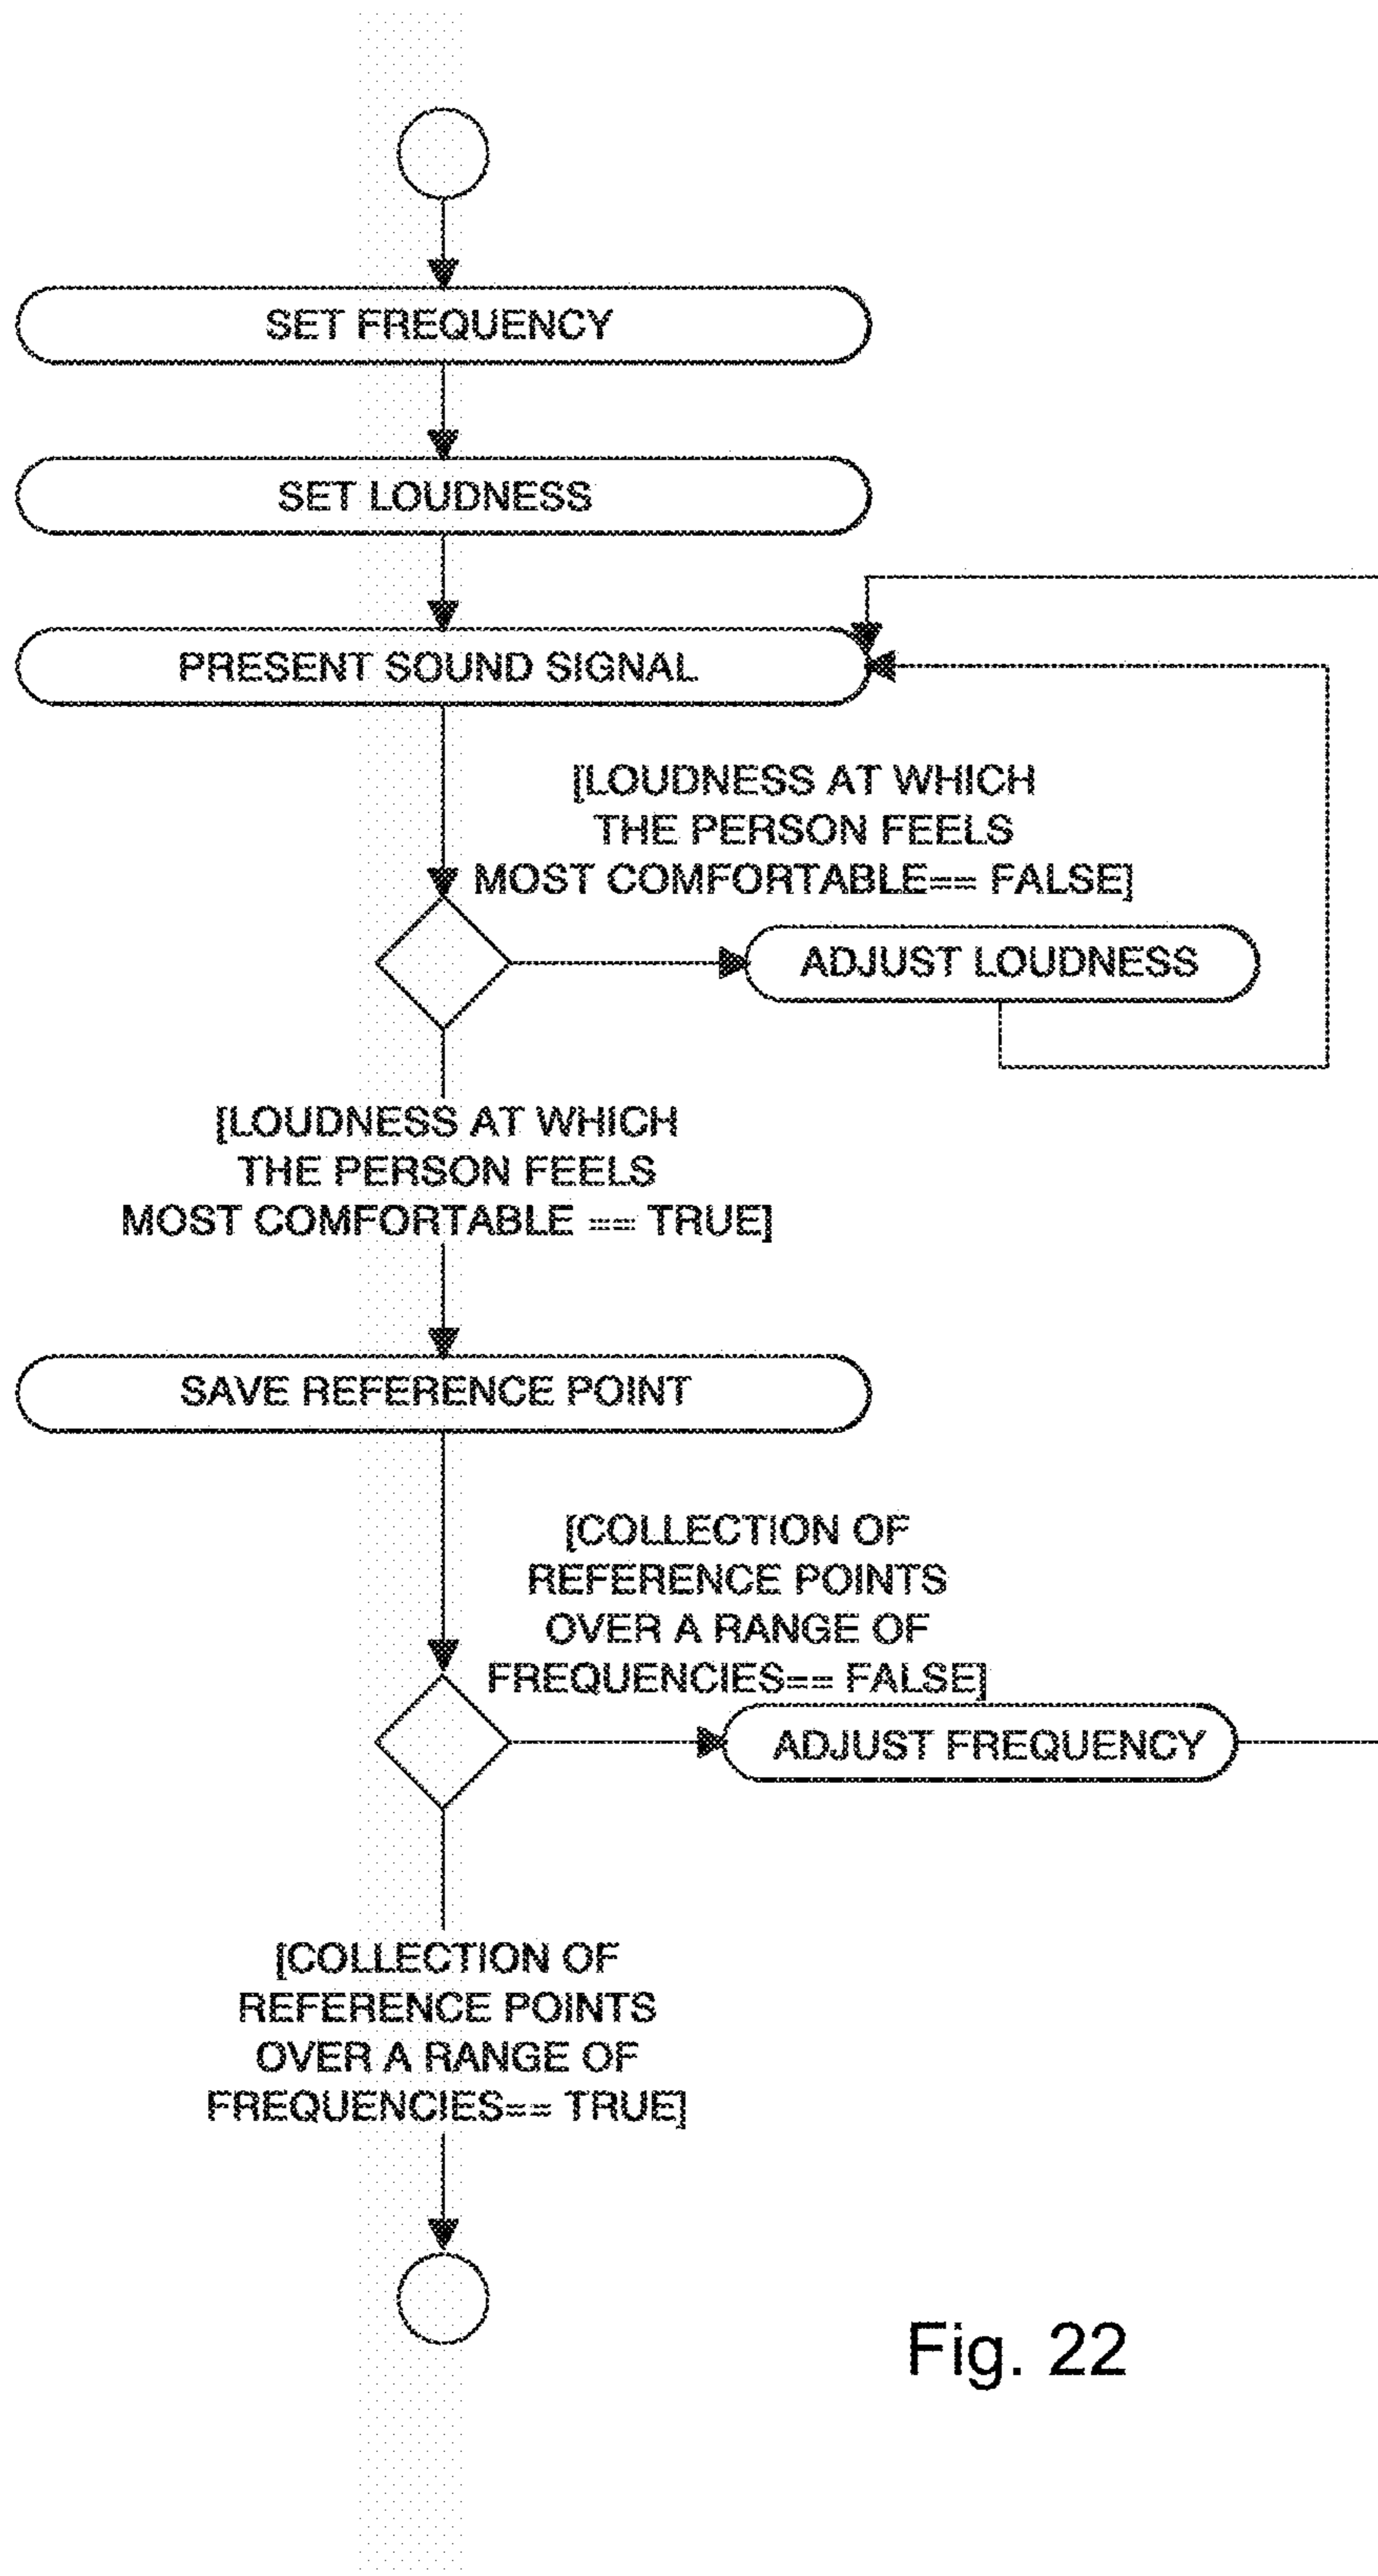 SET FREQUENCY
SET LOUDNESS
PRESENT SOUND SIGNAL
[LOUDNESS AT WHICH
THE PERSON FEELS
MOST COMFORTABLE== FALSE]
ADJUST LOUDNESS
[LOUDNESS AT WHICH
THE PERSON FEELS
MOST COMFORTABLE == TRUE]
SAVE REFERENCE POINT
[COLLECTION OF
REFERENCE POINTS
OVER A RANGE OF
FREQUENCIES== FALSE]
ADJUST FREQUENCY
[COLLECTION OF
REFERENCE POINTS
OVER A RANGE OF
FREQUENCIES== TRUE]
Fig. 22